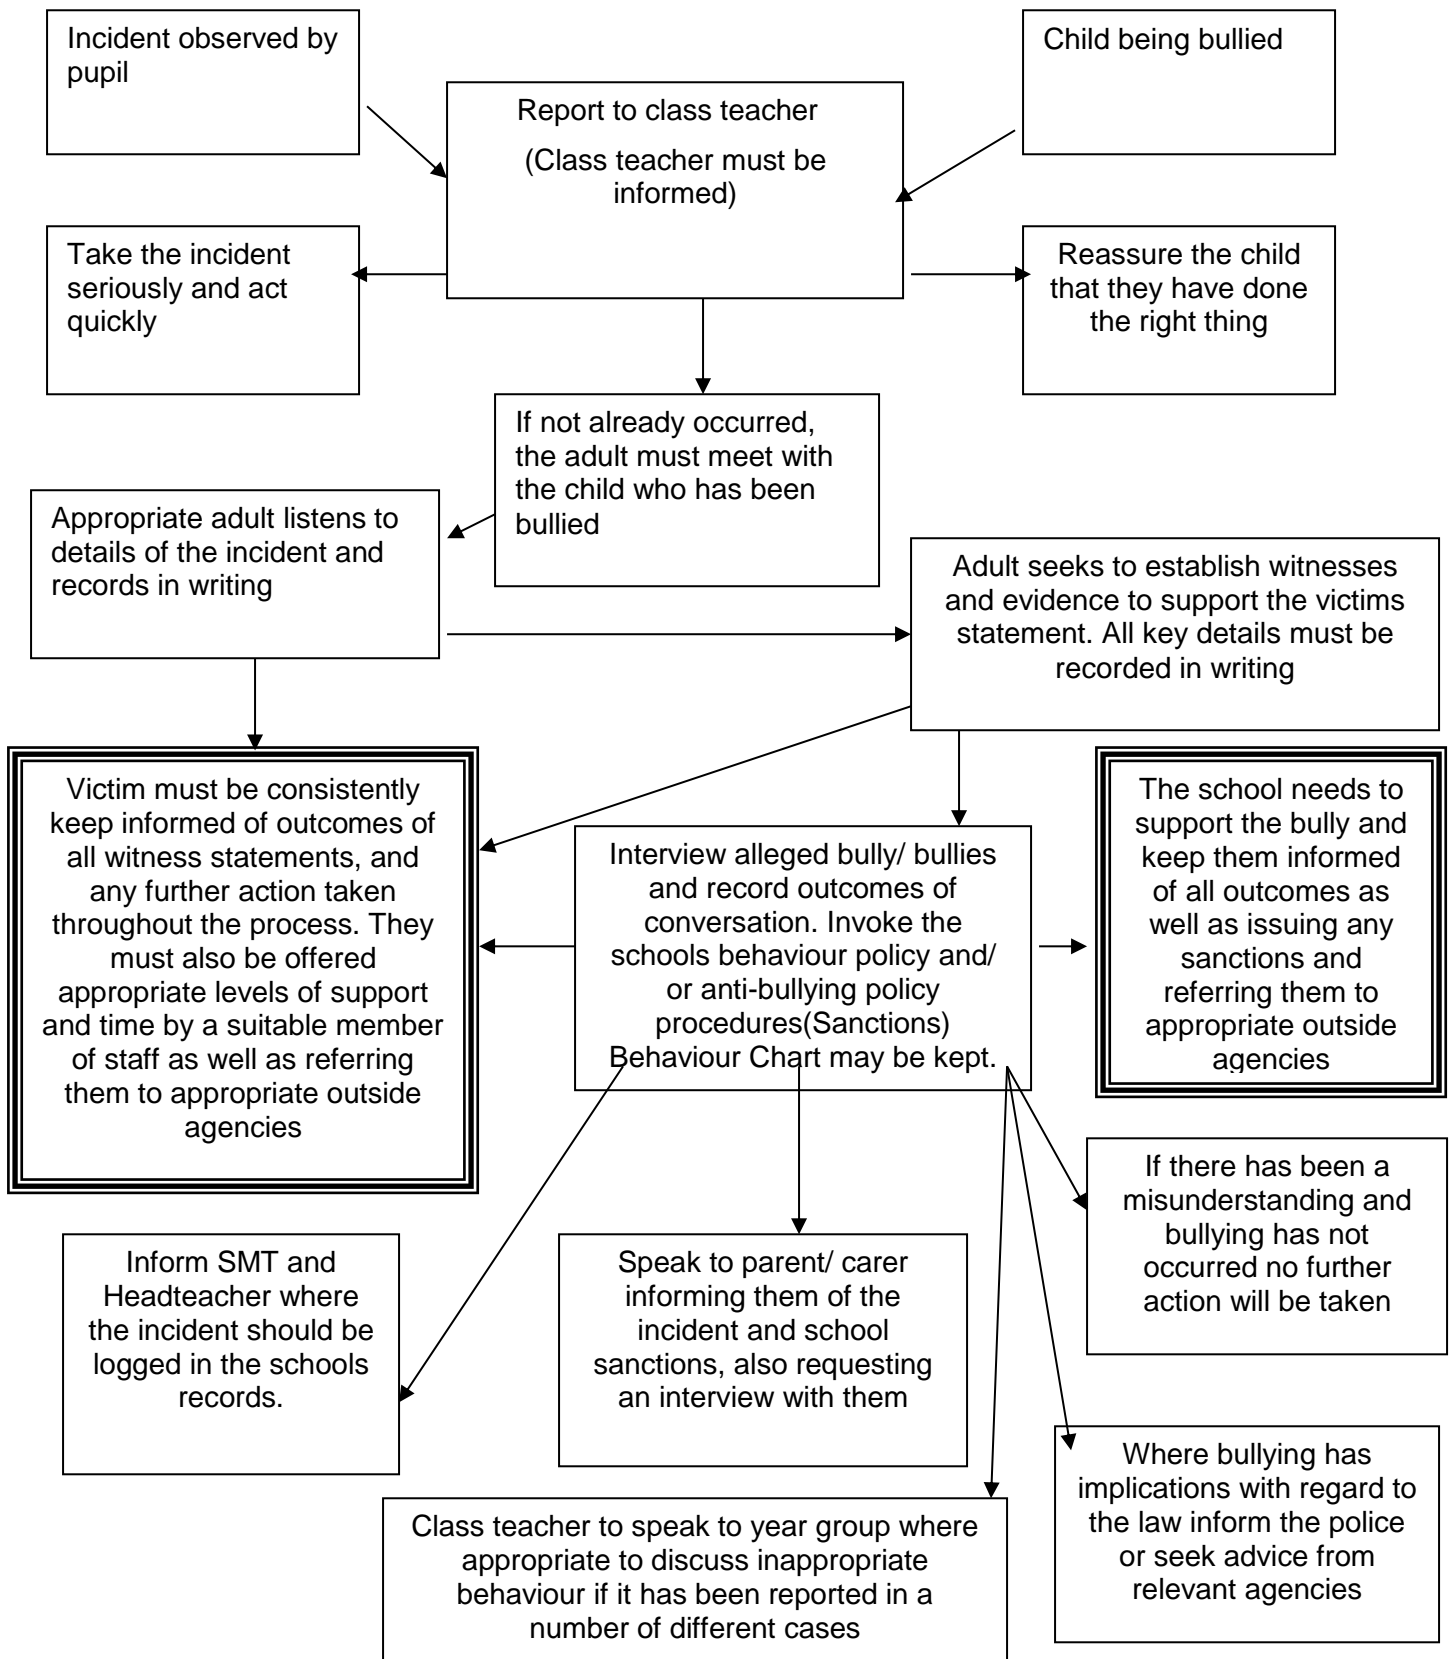 Incident observed by
pupil
Child being bullied
Report to class teacher
(Class teacher must be
informed)
Take the incident
seriously and act
quickly
Reassure the child
that they have done
the right thing
If not already occurred,
the adult must meet with
the child who has been
bullied
Appropriate adult listens to
details of the incident and
records in writing
Adult seeks to establish witnesses
and evidence to support the victims
statement. All key details must be
recorded in writing
Victim must be consistently
keep informed of outcomes of
all witness statements, and
any further action taken
throughout the process. They
must also be offered
appropriate levels of support
and time by a suitable member
of staff as well as referring
them to appropriate outside
agencies
Interview alleged bully/ bullies
and record outcomes of
conversation. Invoke the
schools behaviour policy and/
or anti-bullying policy
procedures(Sanctions)
Behaviour Chart may be kept.
The school needs to
support the bully and
keep them informed
of all outcomes as
well as issuing any
sanctions and
referring them to
appropriate outside
agencies
If there has been a
misunderstanding and
bullying has not
occurred no further
action will be taken
Inform SMT and
Headteacher where
the incident should be
logged in the schools
records.
Speak to parent/ carer
informing them of the
incident and school
sanctions, also requesting
an interview with them
Where bullying has
implications with regard to
the law inform the police
or seek advice from
relevant agencies
Class teacher to speak to year group where
appropriate to discuss inappropriate
behaviour if it has been reported in a
number of different cases